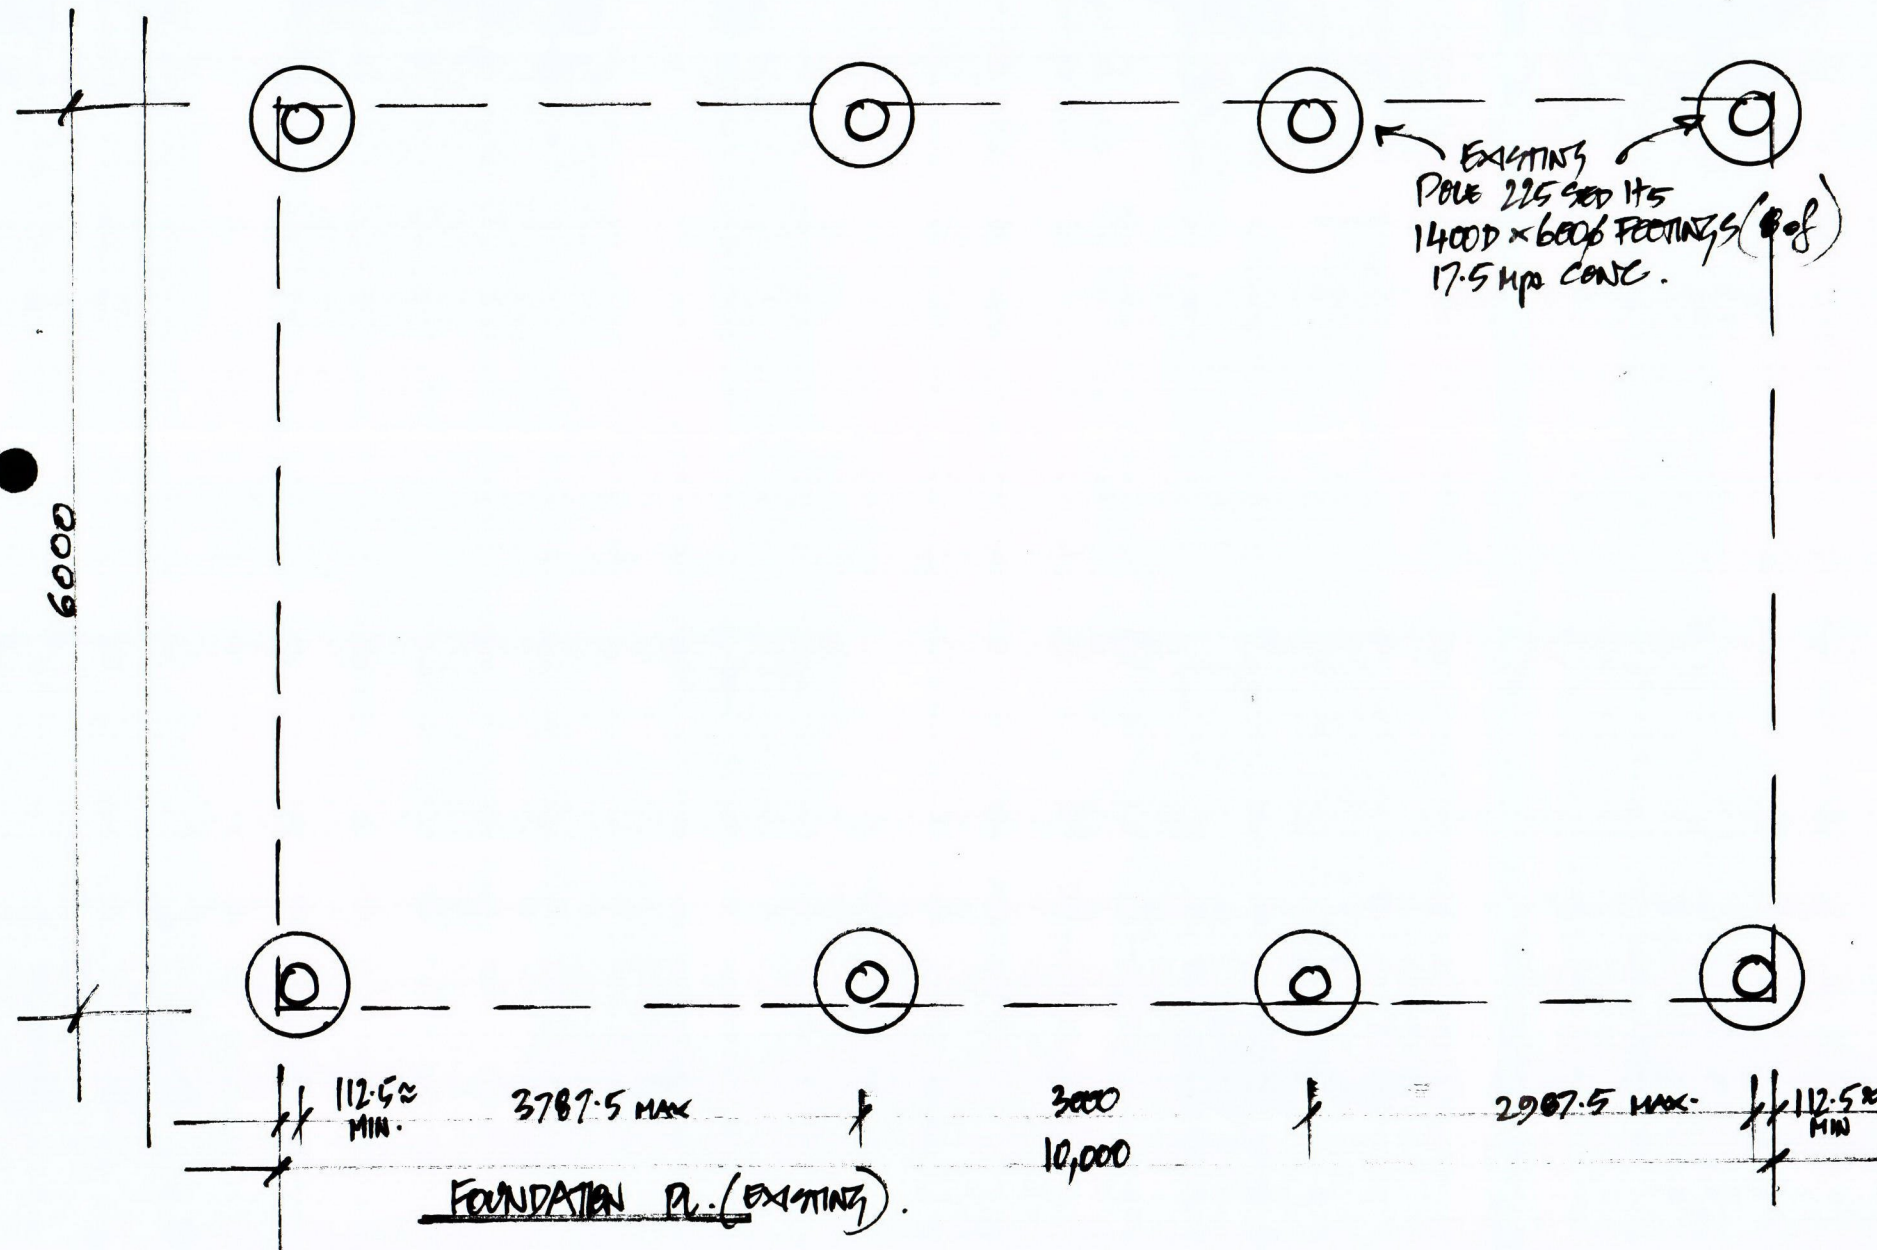 EXISTING
POLE 225 SED H5
1400D × 600ϕ FOOTINGS (8 of)
17.5 Mpa CONC.
6000
112.5≈ MIN.
3787.5 MAX
3000
2987.5 MAX.
112.5≈ MIN
10,000
FOUNDATION PL. (EXISTING).